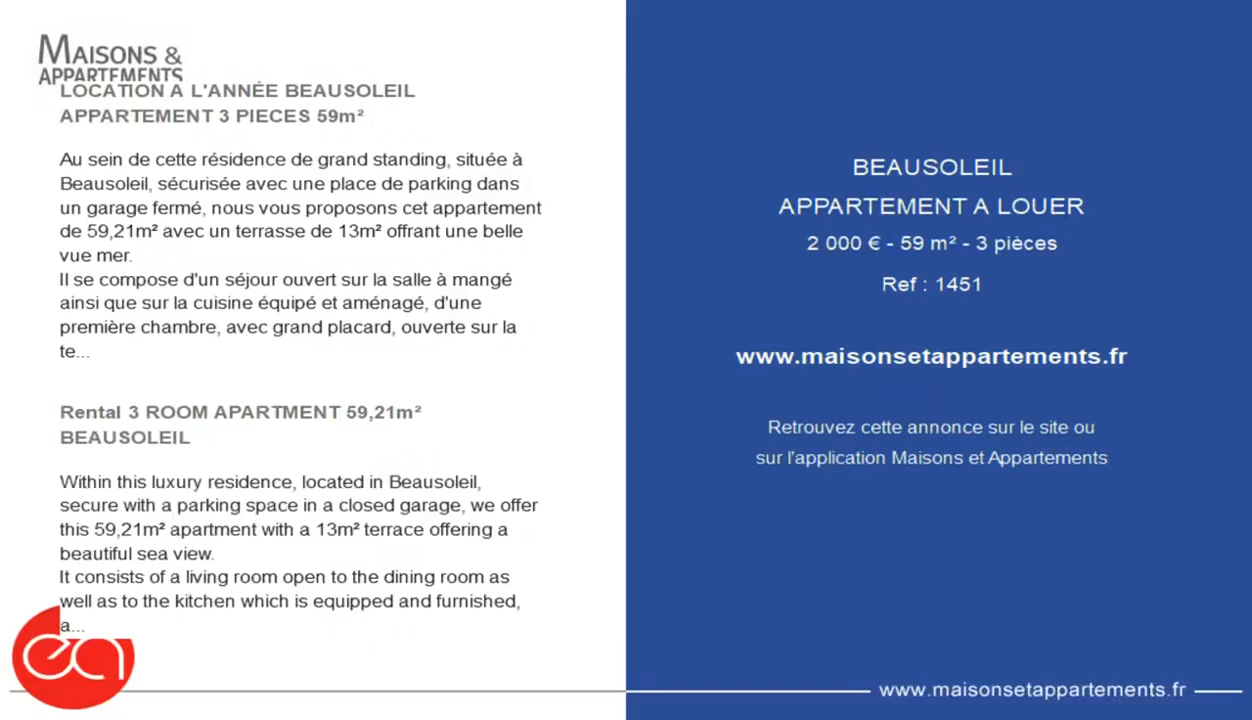 MAISONS &
APPARTEMENTS
LOCATION A L'ANNÉE BEAUSOLEIL
APPARTEMENT 3 PIECES 59m²
Au sein de cette résidence de grand standing, située à
Beausoleil, sécurisée avec une place de parking dans
un garage fermé, nous vous proposons cet appartement
de 59,21m² avec un terrasse de 13m² offrant une belle
vue mer.
Il se compose d'un séjour ouvert sur la salle à mangé
ainsi que sur la cuisine équipé et aménagé, d'une
première chambre, avec grand placard, ouverte sur la
te...
Rental 3 ROOM APARTMENT 59,21m²
BEAUSOLEIL
Within this luxury residence, located in Beausoleil,
secure with a parking space in a closed garage, we offer
this 59,21m² apartment with a 13m² terrace offering a
beautiful sea view.
It consists of a living room open to the dining room as
well as to the kitchen which is equipped and furnished,
a...
ea
BEAUSOLEIL
APPARTEMENT A LOUER
2 000 € - 59 m² - 3 pièces
Ref : 1451
www.maisonsetappartements.fr
Retrouvez cette annonce sur le site ou
sur l'application Maisons et Appartements
www.maisonsetappartements.fr